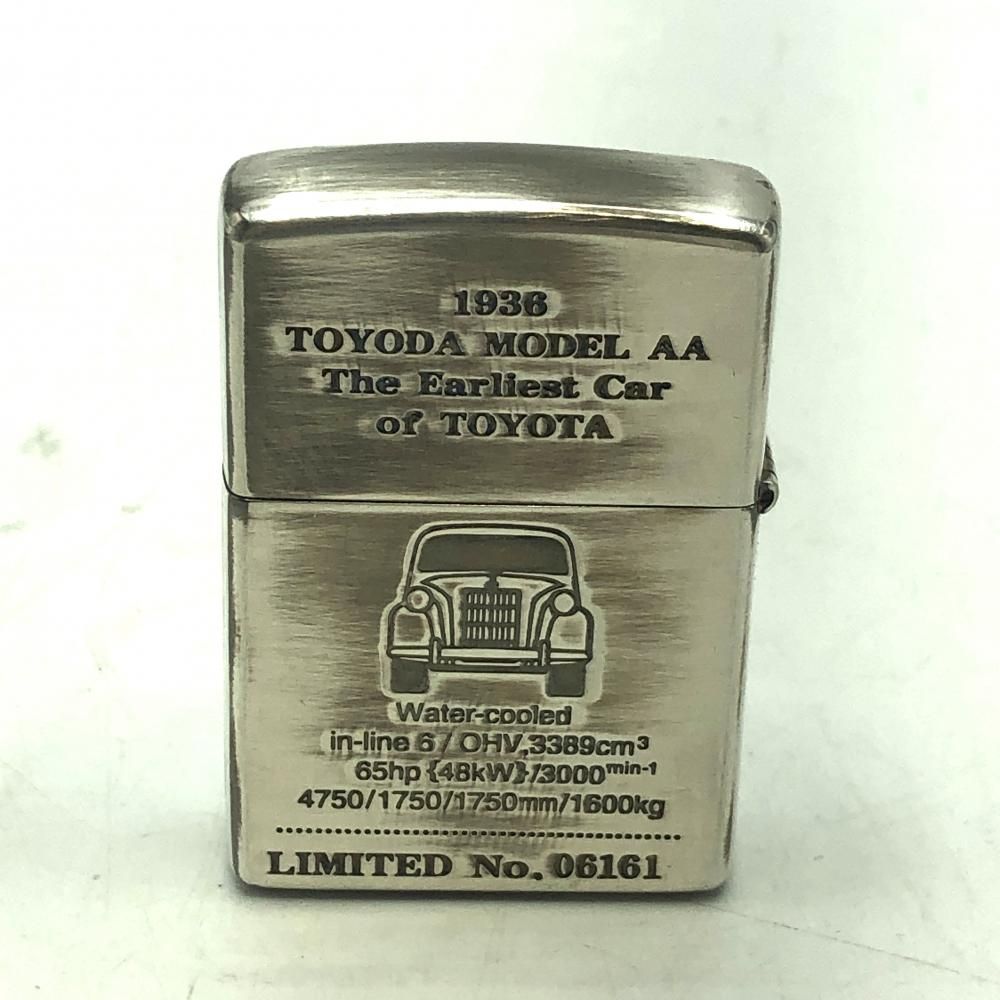 1936
TOYODA MODEL AA
The Earliest Car
of TOYOTA
Water-cooled
in-line 6 / OHV,3389cm³
65hp {48kW}/3000min-1
4750/1750/1750mm/1600kg
LIMITED No. 06161